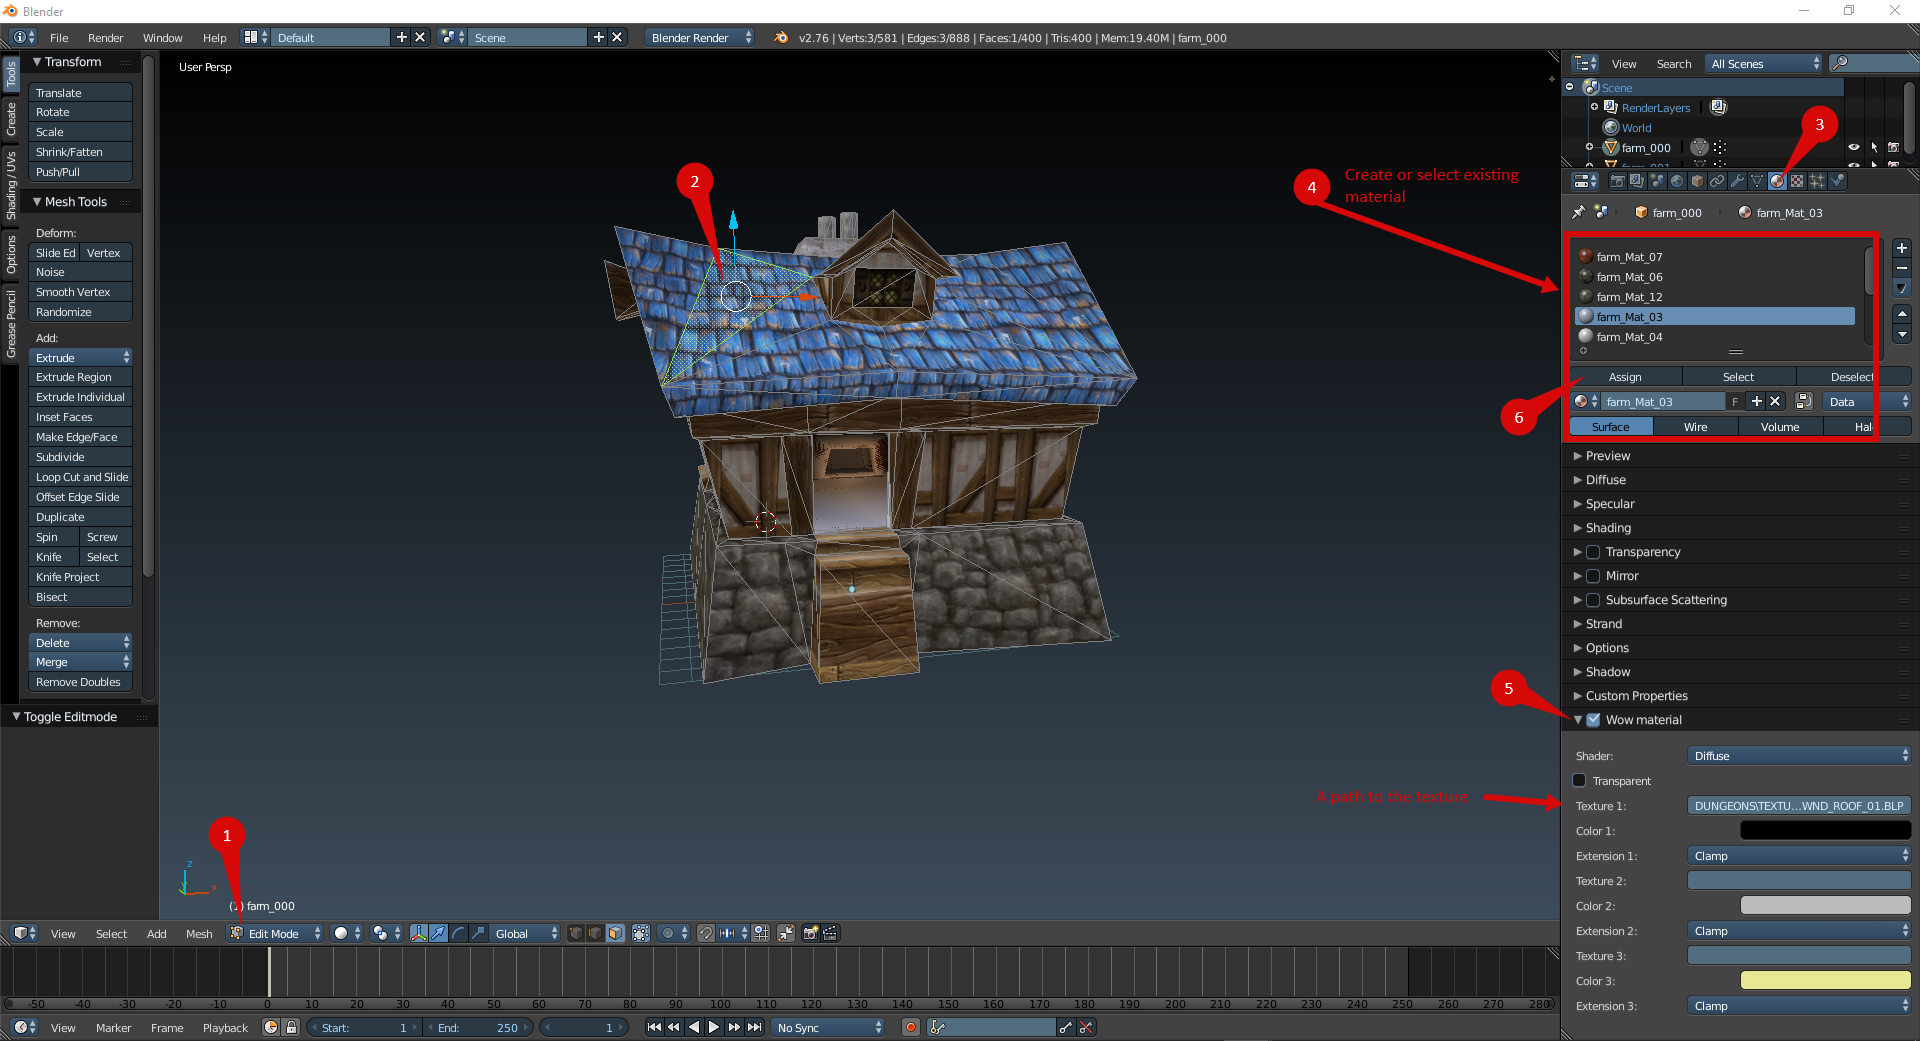 Blender
File Render Window Help Default Scene Blender Render v2.76 | Verts:3/581 | Edges:3/888 | Faces:1/400 | Tris:400 | Mem:19.40M | farm_000
Tools
Create
Shading / UVs
Options
Grease Pencil
Transform
Translate
Rotate
Scale
Shrink/Fatten
Push/Pull
Mesh Tools
Deform:
Slide Ed Vertex
Noise
Smooth Vertex
Randomize
Add:
Extrude
Extrude Region
Extrude Individual
Inset Faces
Make Edge/Face
Subdivide
Loop Cut and Slide
Offset Edge Slide
Duplicate
Spin Screw
Knife Select
Knife Project
Bisect
Remove:
Delete
Merge
Remove Doubles
Toggle Editmode
User Persp
2
4
Create or select existing
material
6
5
A path to the texture
1
z
y
x
(1) farm_000
View Select Add Mesh Edit Mode Global
-50 -40 -30 -20 -10 0 10 20 30 40 50 60 70 80 90 100 110 120 130 140 150 160 170 180 190 200 210 220 230 240 250 260 270 280
View Marker Frame Playback Start: 1 End: 250 1 No Sync
View Search All Scenes
Scene
RenderLayers
World
3
farm_000
farm_000 farm_Mat_03
farm_Mat_07
farm_Mat_06
farm_Mat_12
farm_Mat_03
farm_Mat_04
Assign Select Deselect
farm_Mat_03 F Data
Surface Wire Volume Halo
Preview
Diffuse
Specular
Shading
Transparency
Mirror
Subsurface Scattering
Strand
Options
Shadow
Custom Properties
Wow material
Shader: Diffuse
Transparent
Texture 1: DUNGEONS\TEXTU...WND_ROOF_01.BLP
Color 1:
Extension 1: Clamp
Texture 2:
Color 2:
Extension 2: Clamp
Texture 3:
Color 3:
Extension 3: Clamp